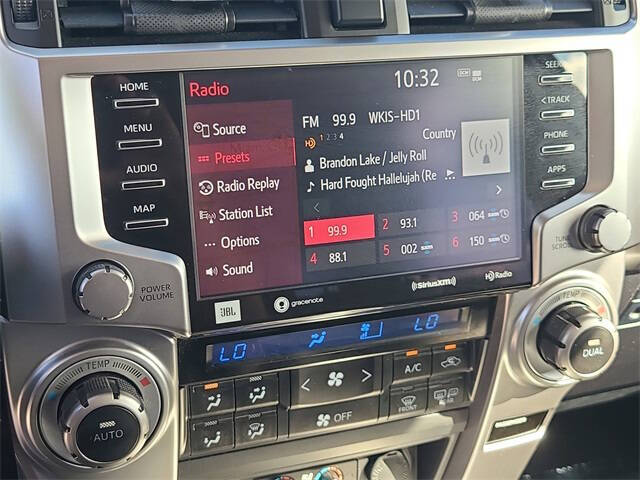 HOME
MENU
AUDIO
MAP
POWER
VOLUME
Radio
10:32
DCM
Source
Presets
Radio Replay
Station List
Options
Sound
FM 99.9 WKIS-HD1
1 2 3 4
Country
Brandon Lake / Jelly Roll
Hard Fought Hallelujah (Re
1 99.9
2 93.1
3 064
4 88.1
5 002
6 150
JBL
gracenote
SiriusXM
HD Radio
SEEK
< TRACK
PHONE
APPS
TUNE
SCROLL
TEMP
AUTO
LO
LO
OFF
A/C
FRONT
REAR
TEMP
DUAL